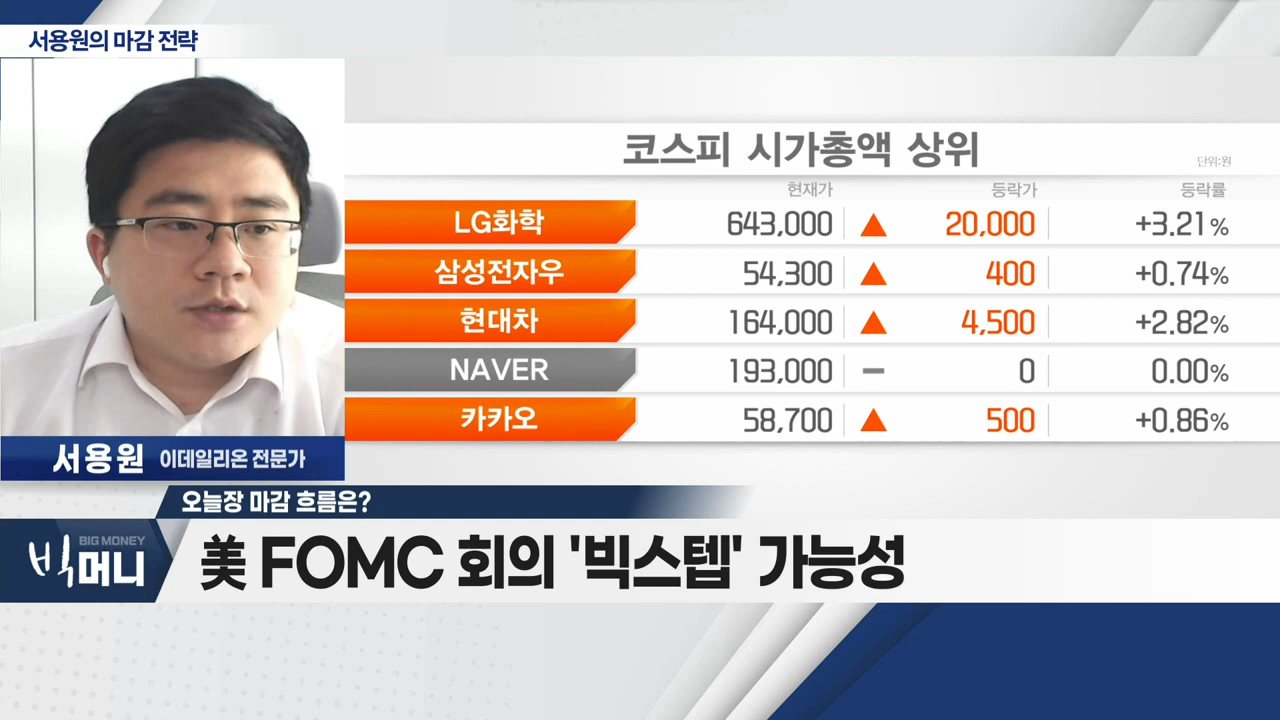 서용원의 마감 전략
코스피 시가총액 상위
단위:원
현재가 등락가 등락률
LG화학 643,000 ▲ 20,000 +3.21%
삼성전자우 54,300 ▲ 400 +0.74%
현대차 164,000 ▲ 4,500 +2.82%
NAVER 193,000 - 0 0.00%
카카오 58,700 ▲ 500 +0.86%
서용원 이데일리온 전문가
오늘장 마감 흐름은?
BIG MONEY
빅머니
美 FOMC 회의 '빅스텝' 가능성